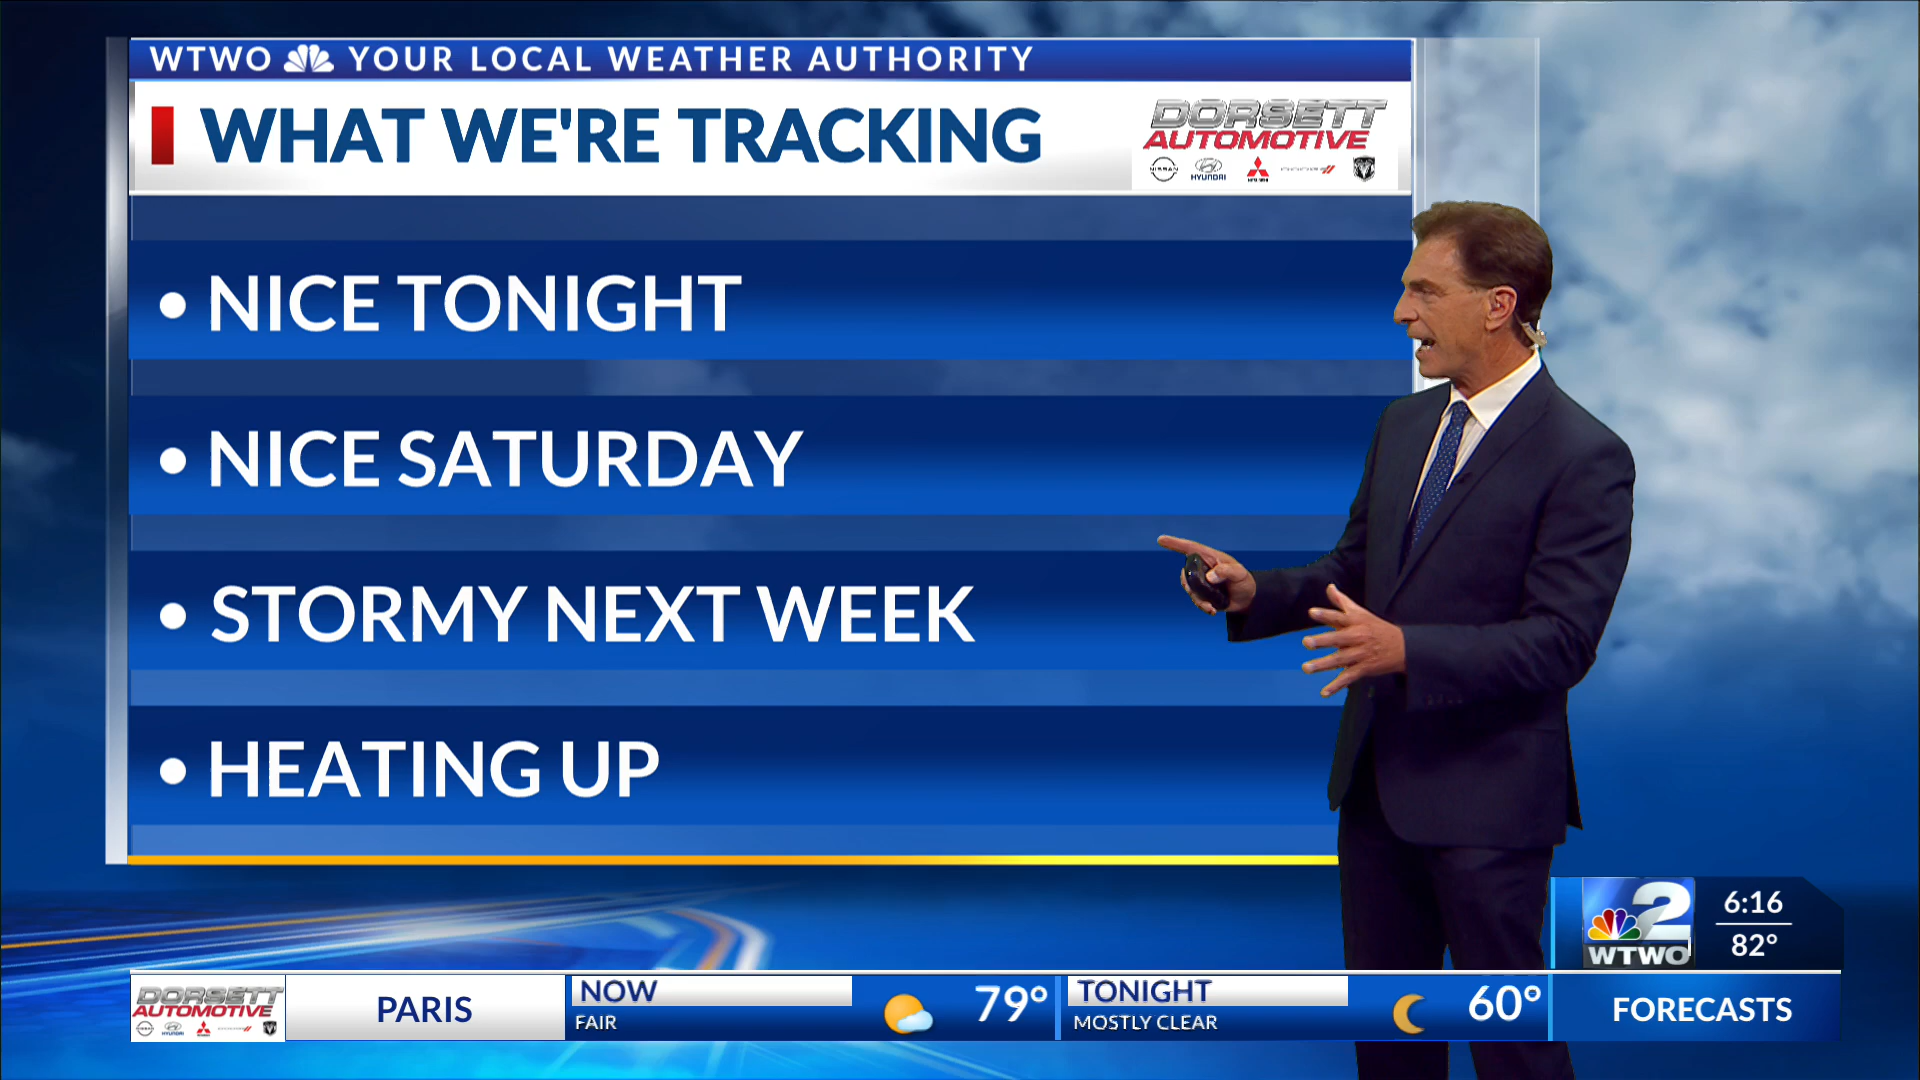 WTWO YOUR LOCAL WEATHER AUTHORITY
WHAT WE'RE TRACKING
DORSETT
AUTOMOTIVE
NISSAN HYUNDAI
• NICE TONIGHT
• NICE SATURDAY
• STORMY NEXT WEEK
• HEATING UP
2
WTWO
6:16
82°
DORSETT
AUTOMOTIVE
PARIS
NOW
FAIR
79°
TONIGHT
MOSTLY CLEAR
60°
FORECASTS